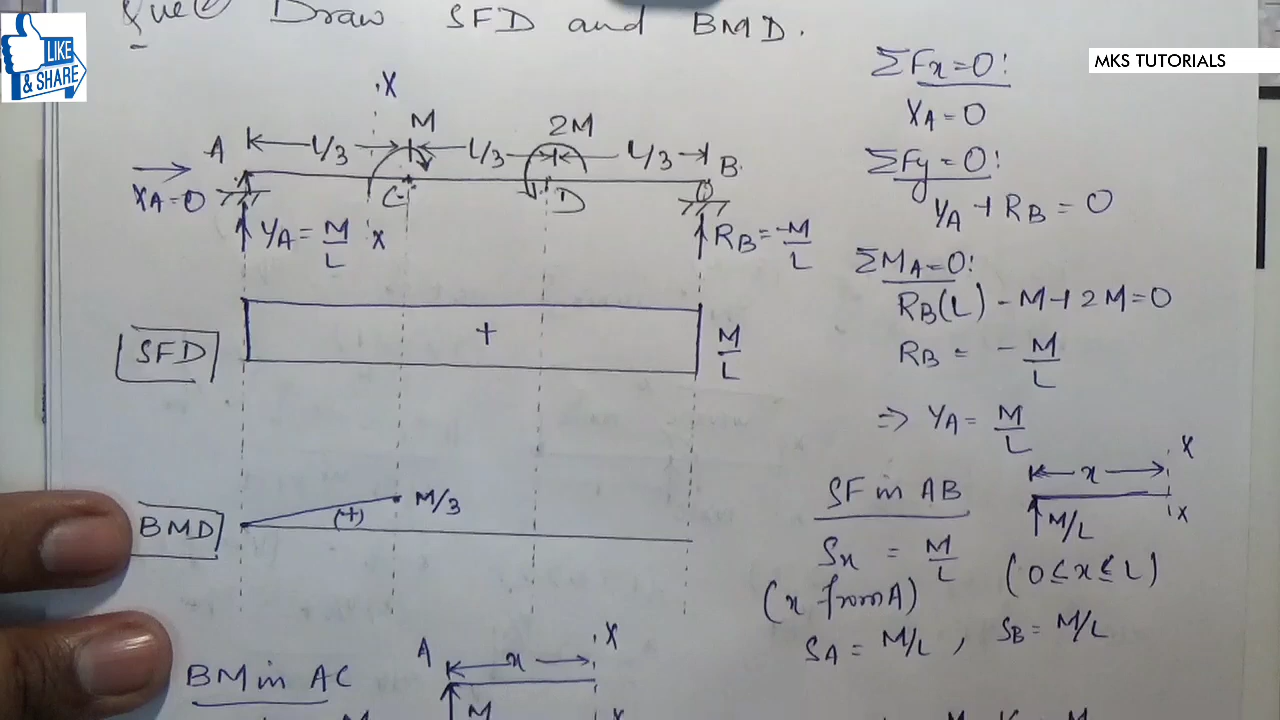 Que② Draw SFD and BMD.
LIKE
& SHARE
MKS TUTORIALS
X
A L/3 M L/3 2M L/3 B
XA=0 C D
YA = M/L X RB = -M/L
SFD + M/L
BMD (+) M/3
BM in AC
A x X
M X
ΣFx=0:
XA=0
ΣFy=0:
YA + RB = 0
ΣMA=0:
RB(L) - M + 2M = 0
RB = - M/L
⇒ YA = M/L
SF in AB x X
M/L X
Sx = M/L (0≤x≤L)
(x from A)
SA = M/L , SB = M/L